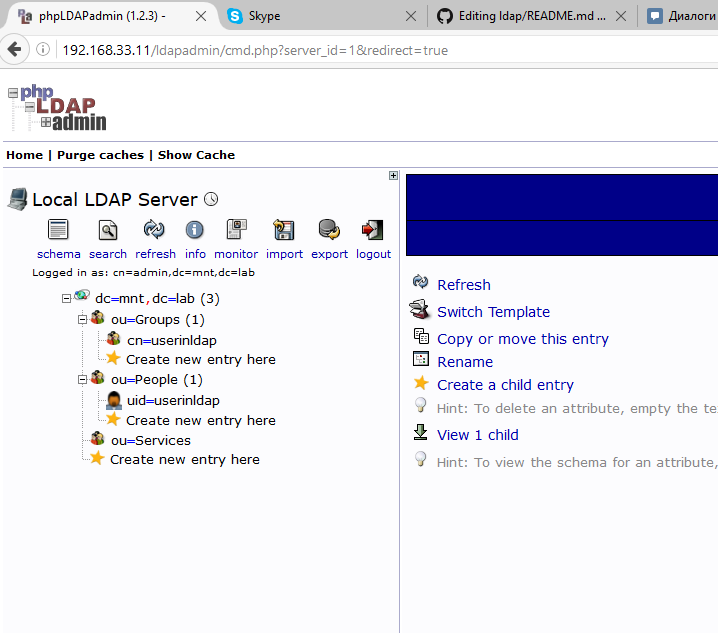 phpLDAPadmin (1.2.3) -
Skype
Editing ldap/README.md ...
Диалоги
192.168.33.11/ldapadmin/cmd.php?server_id=1&redirect=true
php
LDAP
admin
Home | Purge caches | Show Cache
Local LDAP Server
schema search refresh info monitor import export logout
Logged in as: cn=admin,dc=mnt,dc=lab
dc=mnt,dc=lab (3)
ou=Groups (1)
cn=userinldap
Create new entry here
ou=People (1)
uid=userinldap
Create new entry here
ou=Services
Create new entry here
Refresh
Switch Template
Copy or move this entry
Rename
Create a child entry
Hint: To delete an attribute, empty the te
View 1 child
Hint: To view the schema for an attribute,